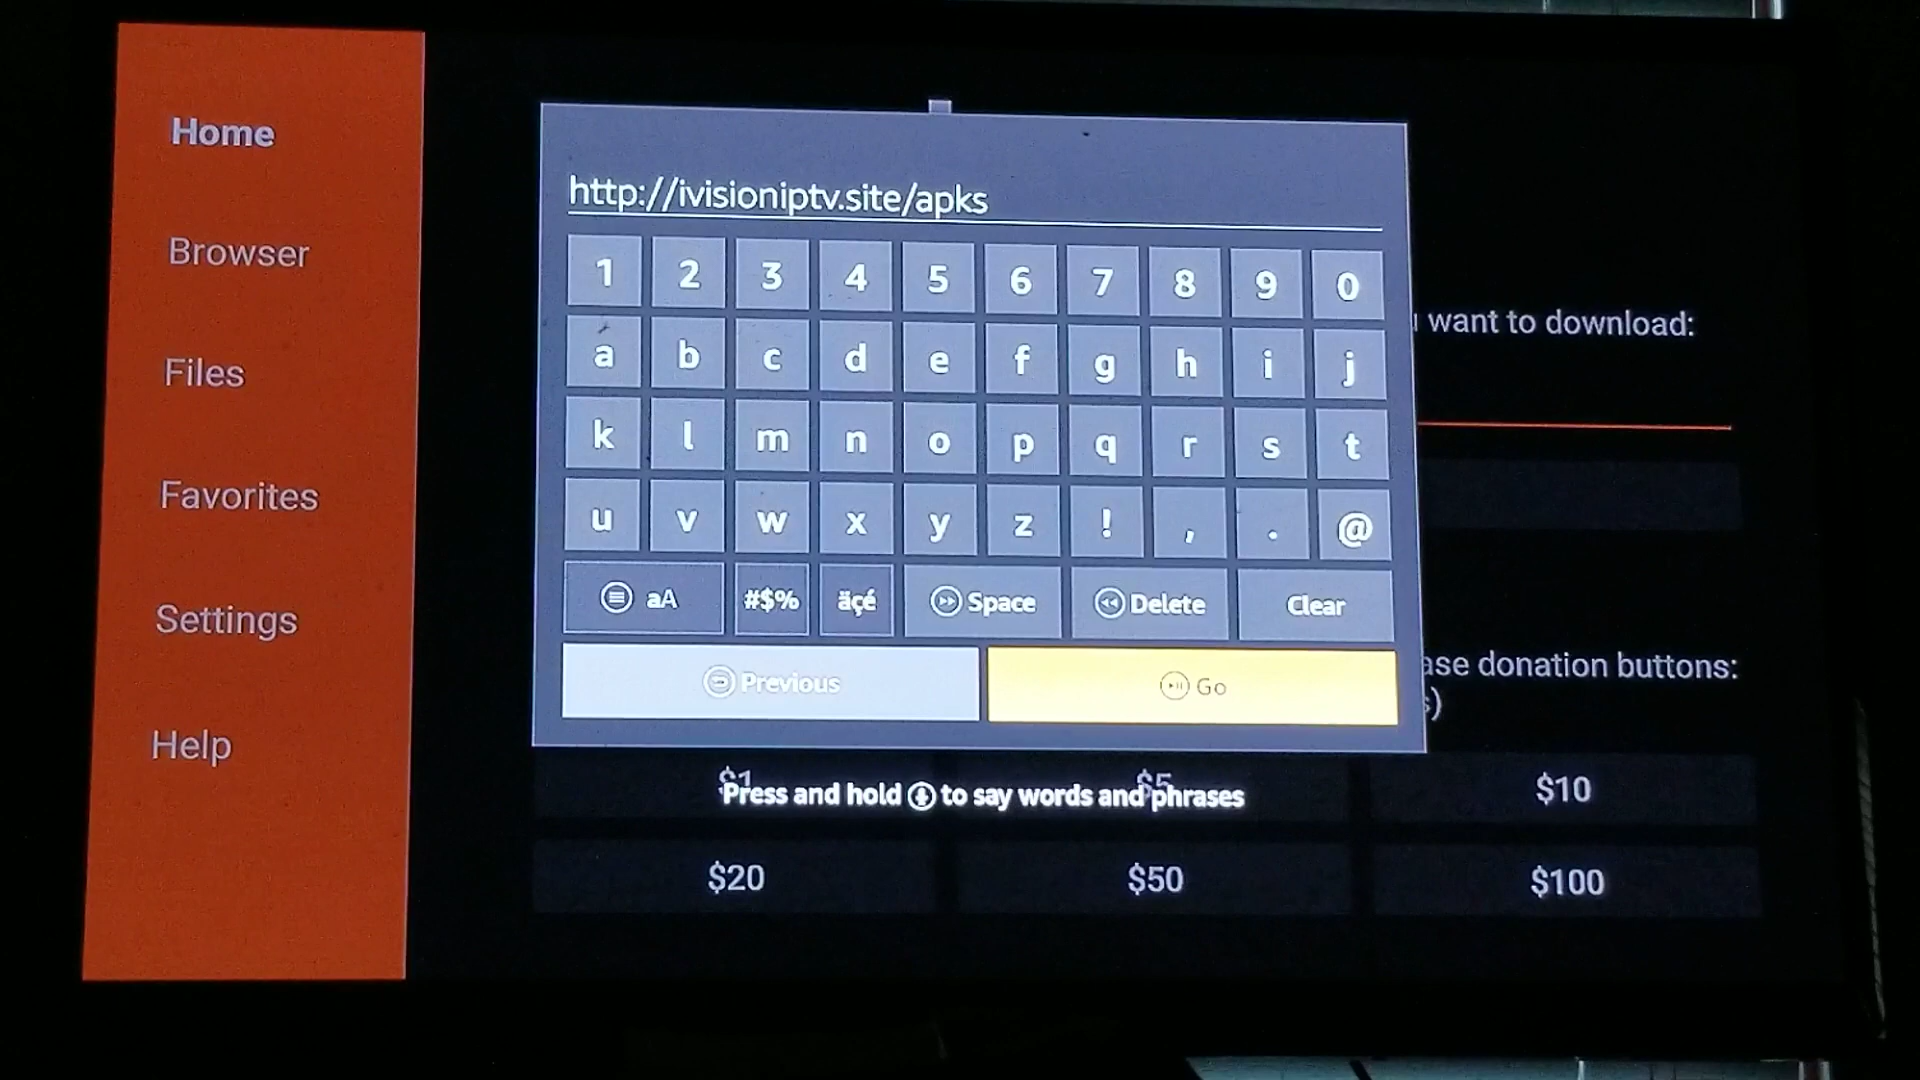 Home
Browser
Files
Favorites
Settings
Help
http://ivisioniptv.site/apks
1 2 3 4 5 6 7 8 9 0
a b c d e f g h i j
k l m n o p q r s t
u v w x y z ! , . @
aA #$% äçé Space Delete Clear
Previous Go
want to download:
donation buttons:
$1 $5 $10
Press and hold to say words and phrases
$20 $50 $100